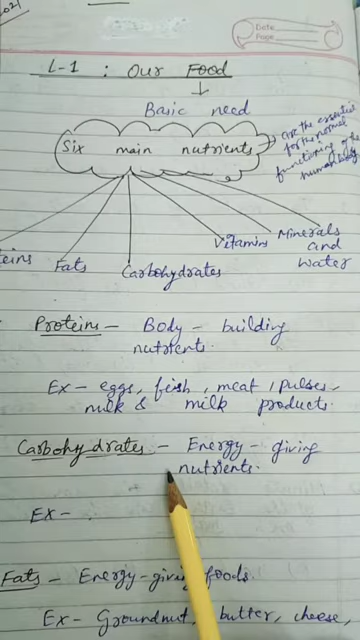 2021
Date
Page
L-1 : Our Food
Basic need
Six main nutrients
are the essential
for the normal
functioning of the
human body
teins
Fats
Carbohydrates
Vitamins
Minerals
and
water
Proteins - Body - building
nutrients.
Ex - eggs, fish, meat, pulses,
milk & milk products.
Carbohydrates - Energy - giving
nutrients.
Ex -
Fats - Energy-giving foods.
Ex - Groundnut, butter, cheese,